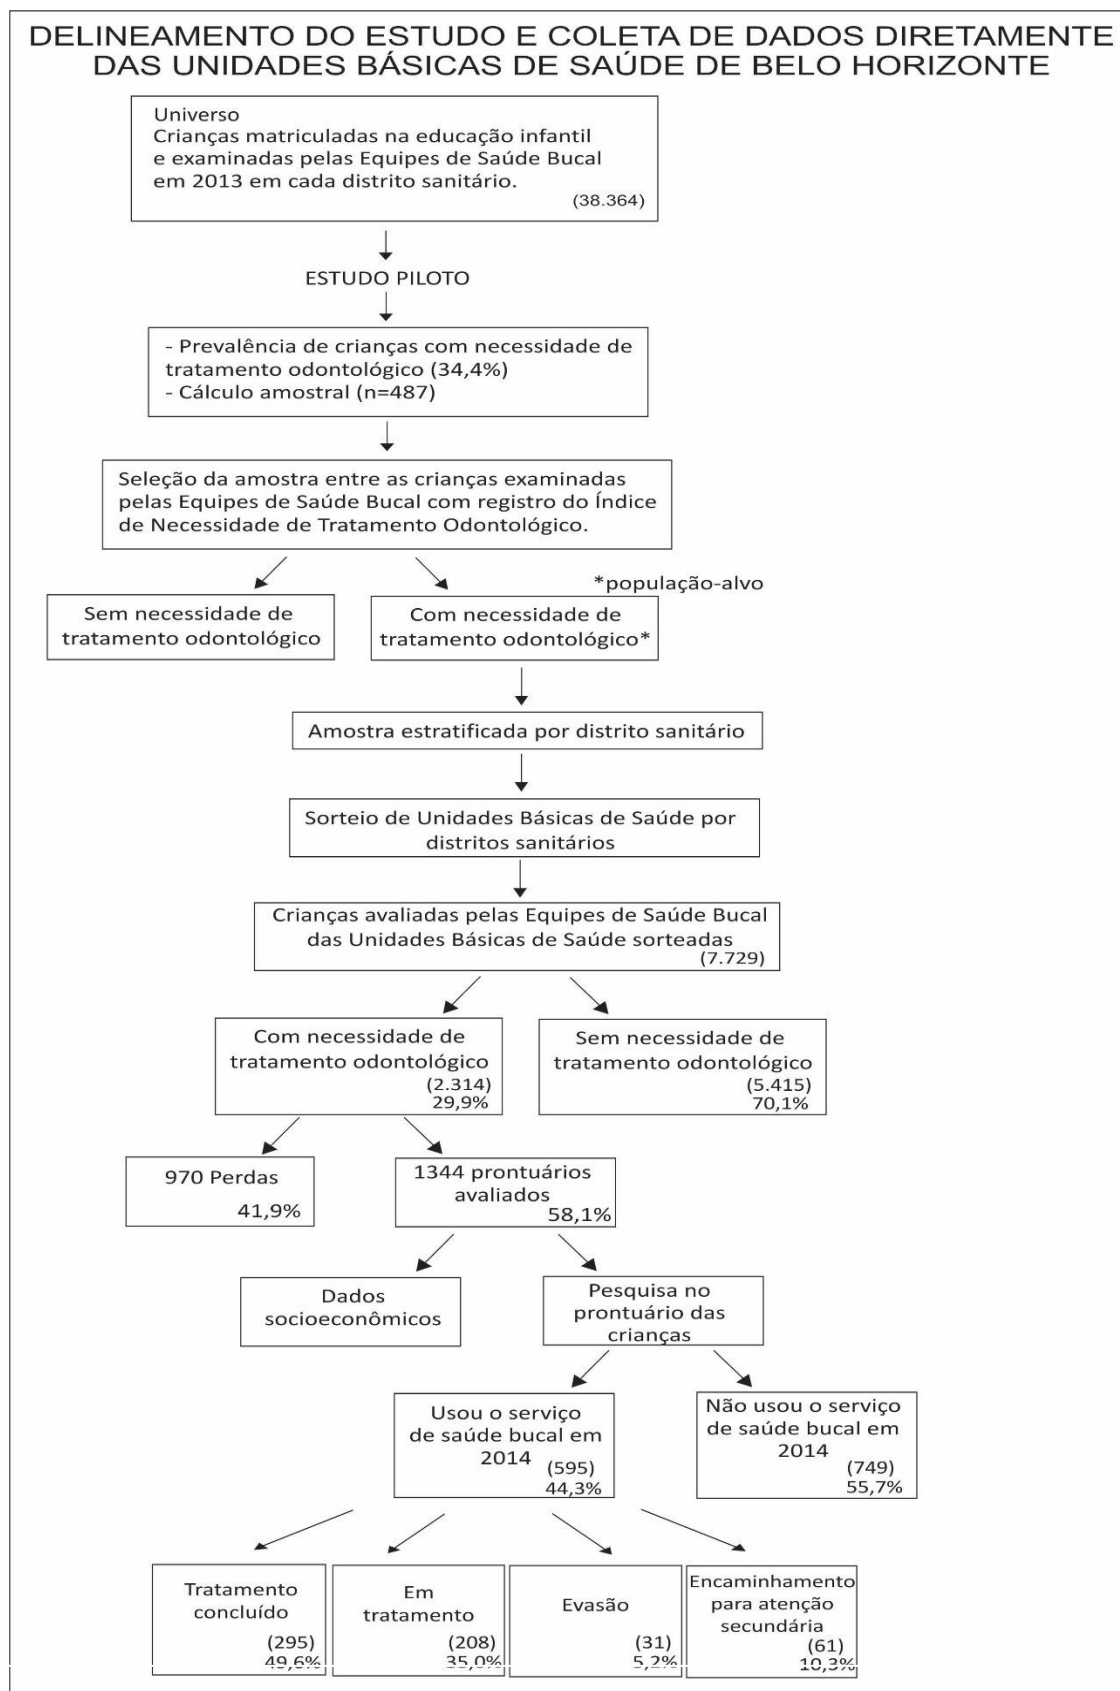 DELINEAMENTO DO ESTUDO E COLETA DE DADOS DIRETAMENTE
DAS UNIDADES BÁSICAS DE SAÚDE DE BELO HORIZONTE
Universo
Crianças matriculadas na educação infantil
e examinadas pelas Equipes de Saúde Bucal
em 2013 em cada distrito sanitário.
(38.364)
ESTUDO PILOTO
- Prevalência de crianças com necessidade de
tratamento odontológico (34,4%)
- Cálculo amostral (n=487)
Seleção da amostra entre as crianças examinadas
pelas Equipes de Saúde Bucal com registro do Índice
de Necessidade de Tratamento Odontológico.
*população-alvo
Sem necessidade de
tratamento odontológico
Com necessidade de
tratamento odontológico*
Amostra estratificada por distrito sanitário
Sorteio de Unidades Básicas de Saúde por
distritos sanitários
Crianças avaliadas pelas Equipes de Saúde Bucal
das Unidades Básicas de Saúde sorteadas
(7.729)
Com necessidade de
tratamento odontológico
(2.314)
29,9%
Sem necessidade de
tratamento odontológico
(5.415)
70,1%
970 Perdas
41,9%
1344 prontuários
avaliados
58,1%
Dados
socioeconômicos
Pesquisa no
prontuário das
crianças
Usou o serviço
de saúde bucal em
2014
(595)
44,3%
Não usou o serviço
de saúde bucal em
2014
(749)
55,7%
Tratamento
concluído
(295)
49,6%
Em
tratamento
(208)
35,0%
Evasão
(31)
5,2%
Encaminhamento
para atenção
secundária
(61)
10,3%